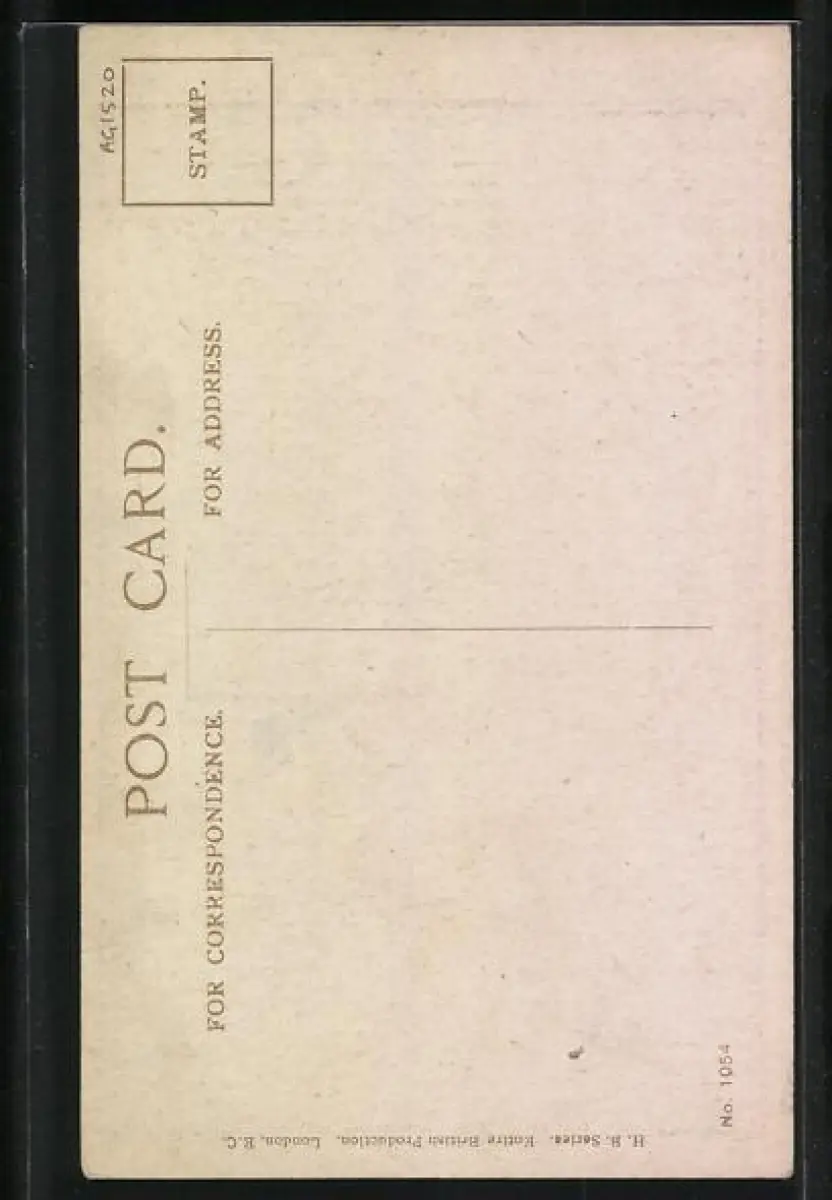 AG1520
STAMP.
POST CARD.
FOR CORRESPONDENCE.
FOR ADDRESS.
H. B. Series. Entire British Production. London, E.C.
No. 1054